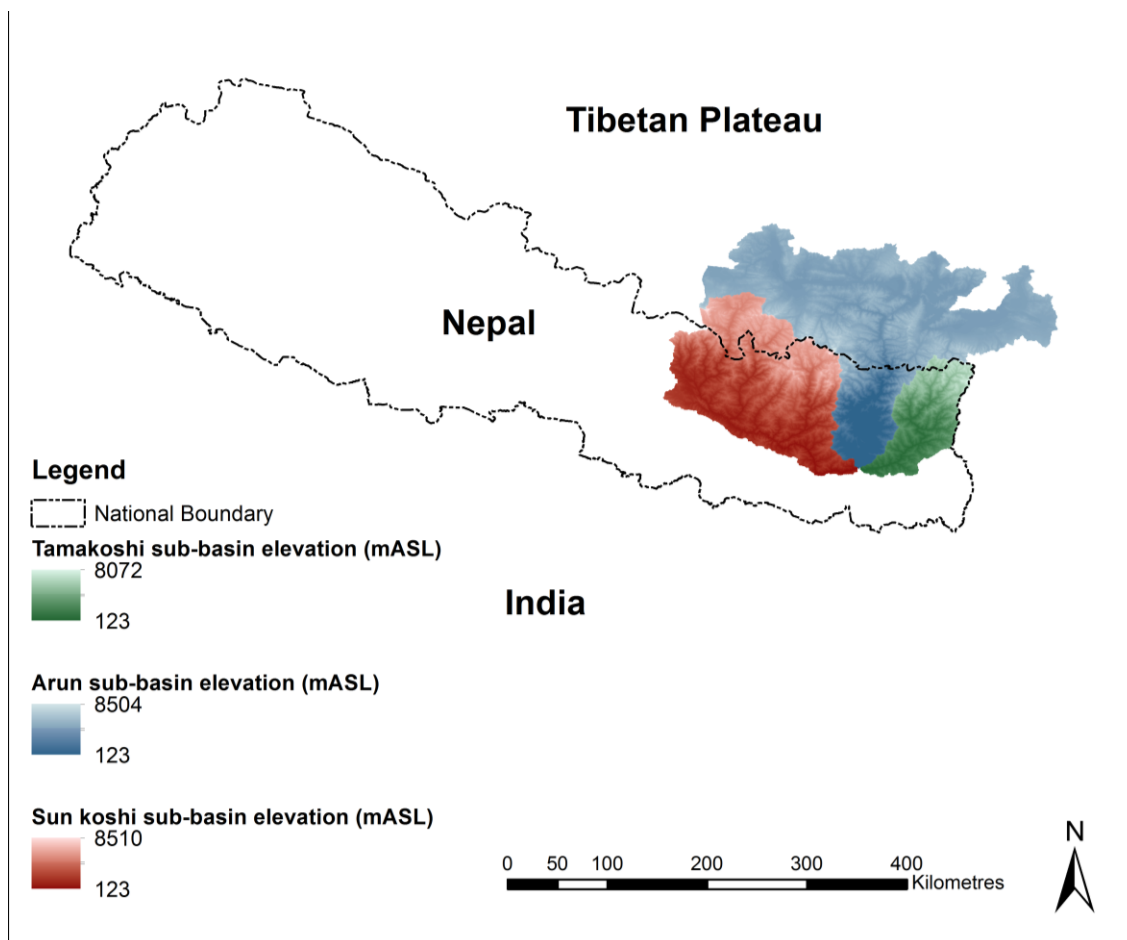 Tibetan Plateau
Nepal
India
Legend
National Boundary
Tamakoshi sub-basin elevation (mASL)
8072
123
Arun sub-basin elevation (mASL)
8504
123
Sun koshi sub-basin elevation (mASL)
8510
123
0 50 100 200 300 400
Kilometres
N